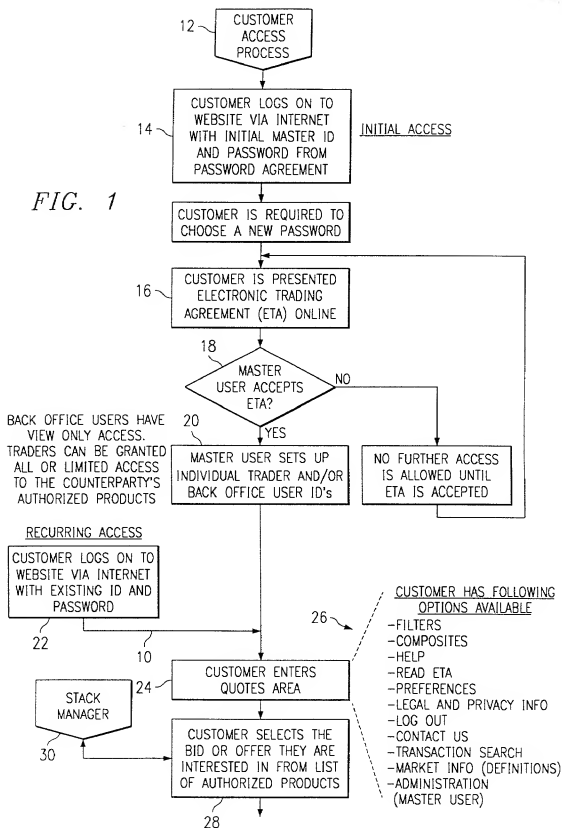 12
CUSTOMER
ACCESS
PROCESS
14
CUSTOMER LOGS ON TO
WEBSITE VIA INTERNET
WITH INITIAL MASTER ID
AND PASSWORD FROM
PASSWORD AGREEMENT
INITIAL ACCESS
FIG. 1
CUSTOMER IS REQUIRED TO
CHOOSE A NEW PASSWORD
16
CUSTOMER IS PRESENTED
ELECTRONIC TRADING
AGREEMENT (ETA) ONLINE
18
MASTER
USER ACCEPTS
ETA?
NO
YES
BACK OFFICE USERS HAVE
VIEW ONLY ACCESS.
TRADERS CAN BE GRANTED
ALL OR LIMITED ACCESS
TO THE COUNTERPARTY'S
AUTHORIZED PRODUCTS
20
MASTER USER SETS UP
INDIVIDUAL TRADER AND/OR
BACK OFFICE USER ID's
NO FURTHER ACCESS
IS ALLOWED UNTIL
ETA IS ACCEPTED
RECURRING ACCESS
CUSTOMER LOGS ON TO
WEBSITE VIA INTERNET
WITH EXISTING ID AND
PASSWORD
22
10
26
CUSTOMER HAS FOLLOWING
OPTIONS AVAILABLE
-FILTERS
-COMPOSITES
-HELP
-READ ETA
-PREFERENCES
-LEGAL AND PRIVACY INFO
-LOG OUT
-CONTACT US
-TRANSACTION SEARCH
-MARKET INFO (DEFINITIONS)
-ADMINISTRATION
(MASTER USER)
24
CUSTOMER ENTERS
QUOTES AREA
STACK
MANAGER
30
CUSTOMER SELECTS THE
BID OR OFFER THEY ARE
INTERESTED IN FROM LIST
OF AUTHORIZED PRODUCTS
28